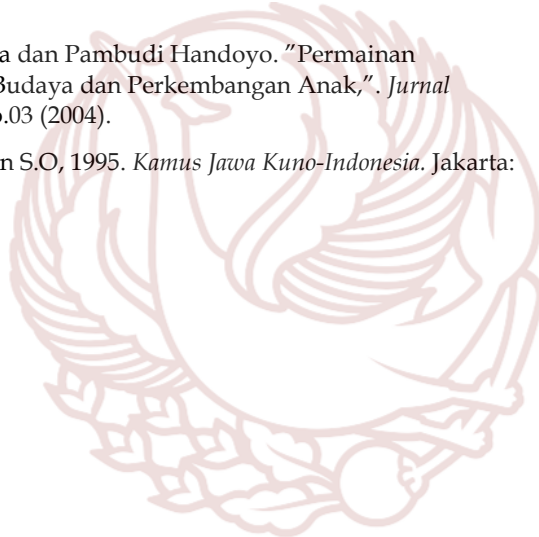 a dan Pambudi Handoyo. ”Permainan
Budaya dan Perkembangan Anak,”. Jurnal
.03 (2004).
n S.O, 1995. Kamus Jawa Kuno-Indonesia. Jakarta: